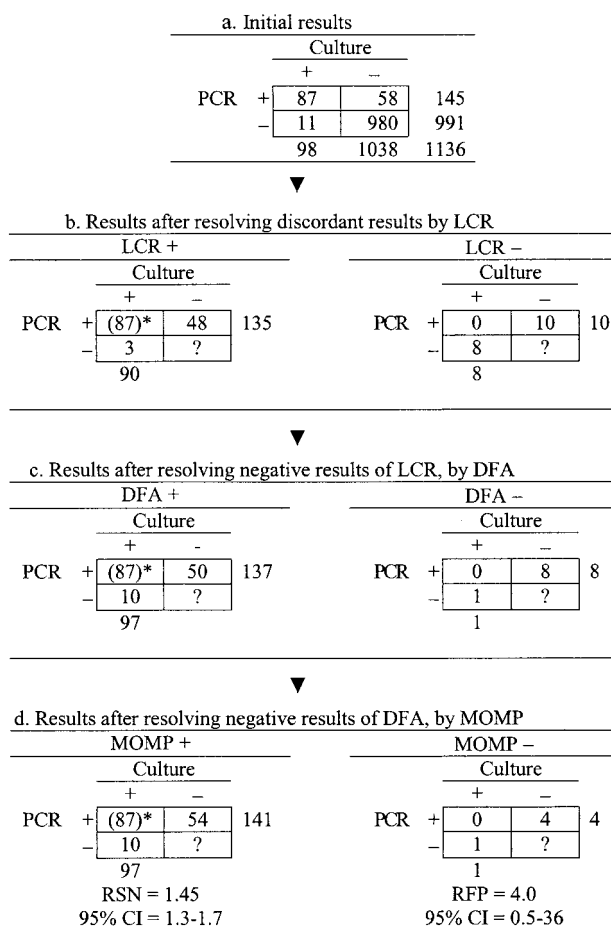 a. Initial results
Culture
+ –
PCR + 87 58 145
– 11 980 991
98 1038 1136
b. Results after resolving discordant results by LCR
LCR + LCR –
Culture Culture
+ – + –
PCR + (87)* 48 135 PCR + 0 10 10
– 3 ? – 8 ?
90 8
c. Results after resolving negative results of LCR, by DFA
DFA + DFA –
Culture Culture
+ - + –
PCR + (87)* 50 137 PCR + 0 8 8
– 10 ? – 1 ?
97 1
d. Results after resolving negative results of DFA, by MOMP
MOMP + MOMP –
Culture Culture
+ – + –
PCR + (87)* 54 141 PCR + 0 4 4
– 10 ? – 1 ?
97 1
RSN = 1.45 RFP = 4.0
95% CI = 1.3-1.7 95% CI = 0.5-36